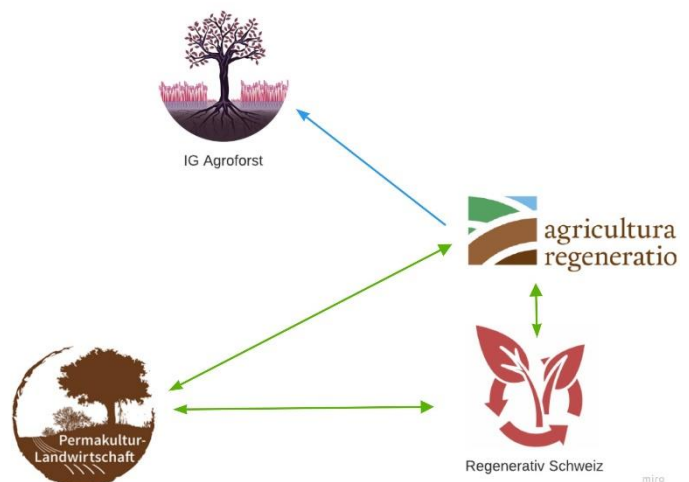 IG Agroforst
agricultura
regeneratio
Permakultur-
Landwirtschaft
Regenerativ Schweiz
miro